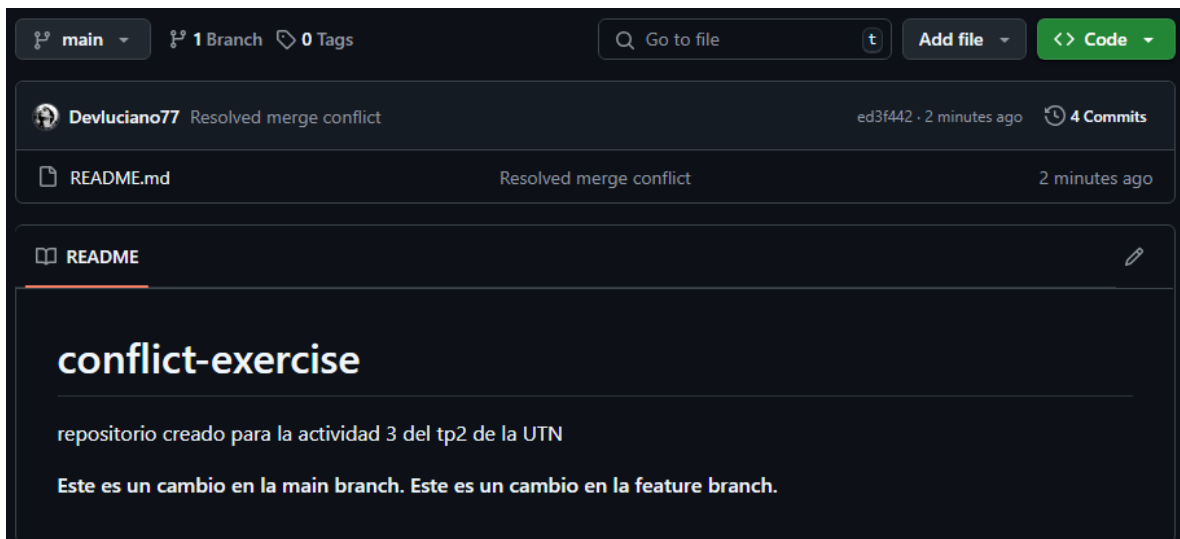 main 1 Branch 0 Tags Go to file t Add file <> Code
Devluciano77 Resolved merge conflict ed3f442 · 2 minutes ago 4 Commits
README.md Resolved merge conflict 2 minutes ago
README
conflict-exercise
repositorio creado para la actividad 3 del tp2 de la UTN
Este es un cambio en la main branch. Este es un cambio en la feature branch.